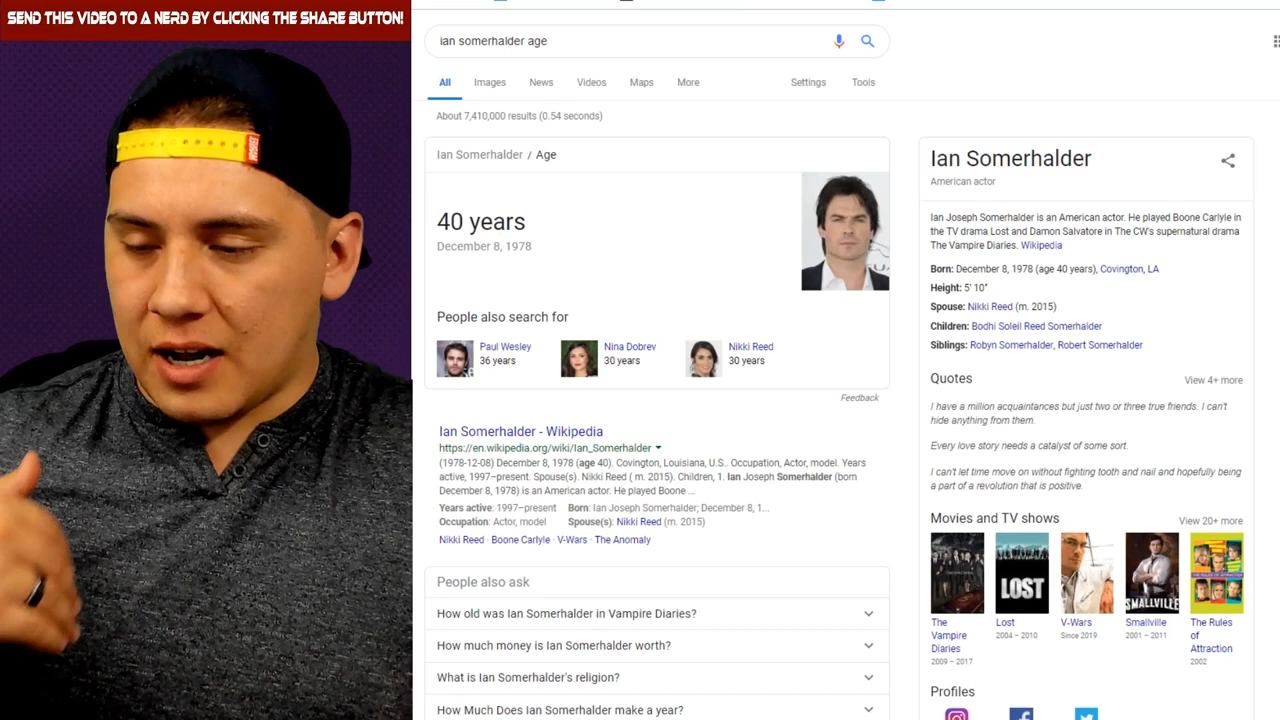 SEND THIS VIDEO TO A NERD BY CLICKING THE SHARE BUTTON!
ian somerhalder age
All
Images
News
Videos
Maps
More
Settings
Tools
About 7,410,000 results (0.54 seconds)
Ian Somerhalder / Age
40 years
December 8, 1978
People also search for
Paul Wesley
36 years
Nina Dobrev
30 years
Nikki Reed
30 years
Feedback
Ian Somerhalder - Wikipedia
https://en.wikipedia.org/wiki/Ian_Somerhalder
(1978-12-08) December 8, 1978 (age 40). Covington, Louisiana, U.S.. Occupation, Actor, model. Years
active, 1997–present. Spouse(s). Nikki Reed ( m. 2015). Children, 1. Ian Joseph Somerhalder (born
December 8, 1978) is an American actor. He played Boone ...
Years active: 1997–present Born: Ian Joseph Somerhalder; December 8, 1...
Occupation: Actor, model Spouse(s): Nikki Reed (m. 2015)
Nikki Reed · Boone Carlyle · V-Wars · The Anomaly
People also ask
How old was Ian Somerhalder in Vampire Diaries?
How much money is Ian Somerhalder worth?
What is Ian Somerhalder's religion?
How Much Does Ian Somerhalder make a year?
Ian Somerhalder
American actor
Ian Joseph Somerhalder is an American actor. He played Boone Carlyle in
the TV drama Lost and Damon Salvatore in The CW's supernatural drama
The Vampire Diaries. Wikipedia
Born: December 8, 1978 (age 40 years), Covington, LA
Height: 5′ 10″
Spouse: Nikki Reed (m. 2015)
Children: Bodhi Soleil Reed Somerhalder
Siblings: Robyn Somerhalder, Robert Somerhalder
Quotes
View 4+ more
I have a million acquaintances but just two or three true friends. I can't
hide anything from them.
Every love story needs a catalyst of some sort.
I can't let time move on without fighting tooth and nail and hopefully being
a part of a revolution that is positive.
Movies and TV shows
View 20+ more
LOST
SMALLVILLE
The
Vampire
Diaries
2009 – 2017
Lost
2004 – 2010
V-Wars
Since 2019
Smallville
2001 – 2011
The Rules
of
Attraction
2002
Profiles